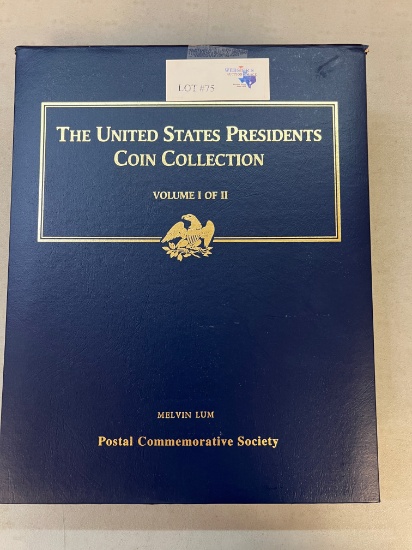 LOT #75
THE UNITED STATES PRESIDENTS
COIN COLLECTION
VOLUME I OF II
MELVIN LUM
Postal Commemorative Society